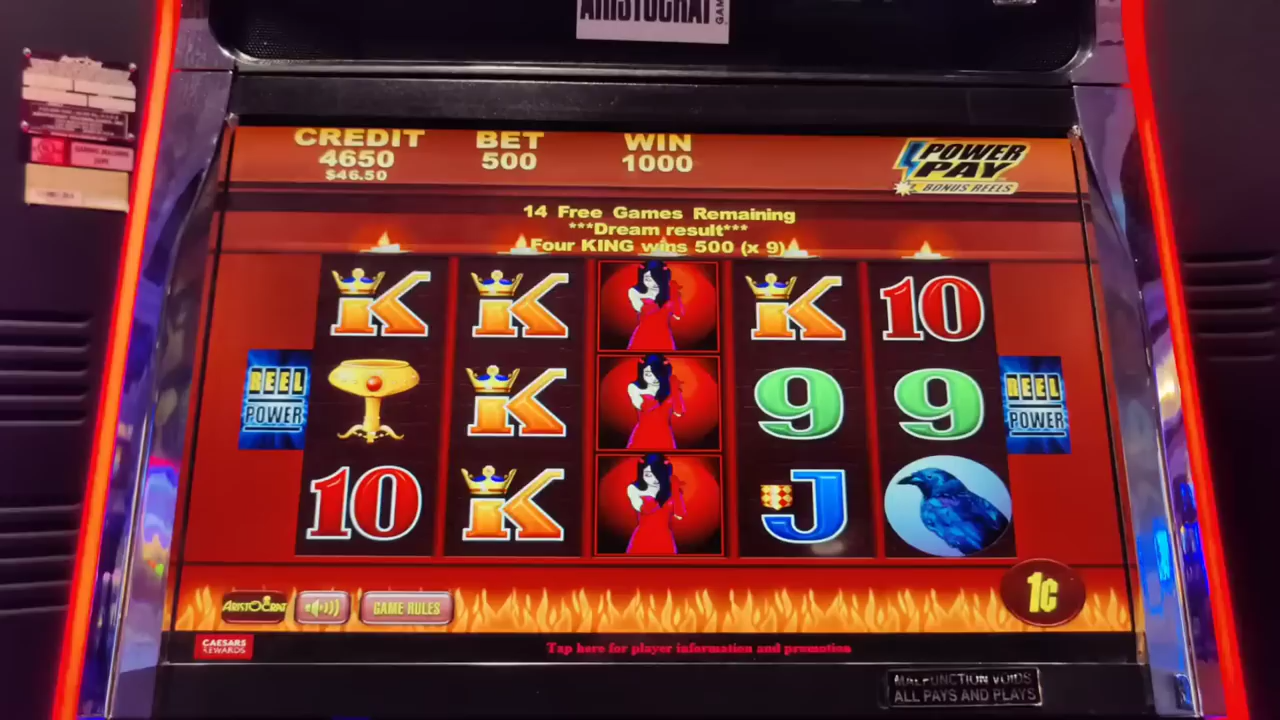 ARISTOCRAT
GAM
CREDIT
4650
$46.50
BET
500
WIN
1000
POWER
PAY
BONUS REELS
14 Free Games Remaining
***Dream result***
Four KING wins 500 (x 9)
K
K
K
10
REEL
POWER
K
9
9
REEL
POWER
10
K
J
ARISTOCRAT
GAME RULES
1¢
CAESARS
REWARDS
Tap here for player information and promotion
MALFUNCTION VOIDS
ALL PAYS AND PLAYS